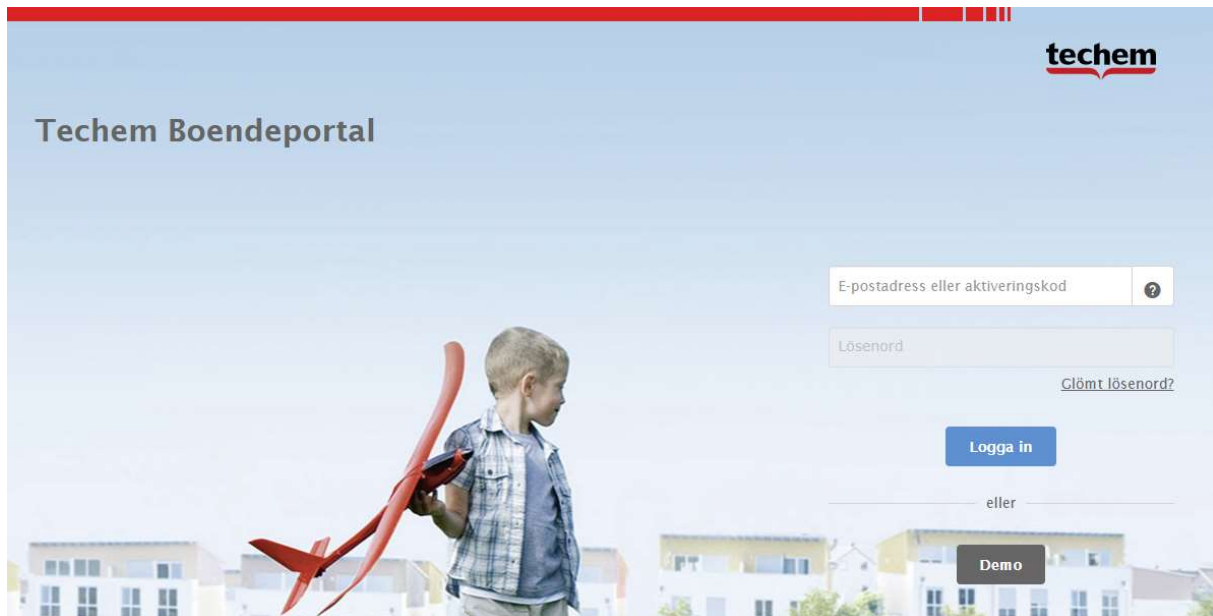 techem
Techem Boendeportal
E-postadress eller aktiveringskod
?
Lösenord
Glömt lösenord?
Logga in
eller
Demo